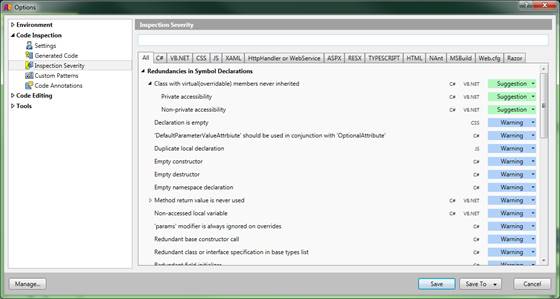 Options
Environment
Code Inspection
Settings
Generated Code
Inspection Severity
Custom Patterns
Code Annotations
Code Editing
Tools
Inspection Severity
All C# VB.NET CSS JS XAML HttpHandler or WebService ASPX RESX TYPESCRIPT HTML NAnt MSBuild Web.cfg Razor
Redundancies in Symbol Declarations
Class with virtual(overridable) members never inherited C# VB.NET Suggestion
Private accessibility C# VB.NET Suggestion
Non-private accessibility C# VB.NET Suggestion
Declaration is empty CSS Warning
'DefaultParameterValueAttrbiute' should be used in conjunction with 'OptionalAttribute' C# Warning
Duplicate local declaration JS Warning
Empty constructor C# Warning
Empty destructor C# Warning
Empty namespace declaration C# Warning
Method return value is never used C# VB.NET Warning
Non-accessed local variable C# VB.NET Warning
'params' modifier is always ignored on overrides C# Warning
Redundant base constructor call C# Warning
Redundant class or interface specification in base types list C# Warning
Redundant field initializer C# Warning
Manage... Save Save To Cancel